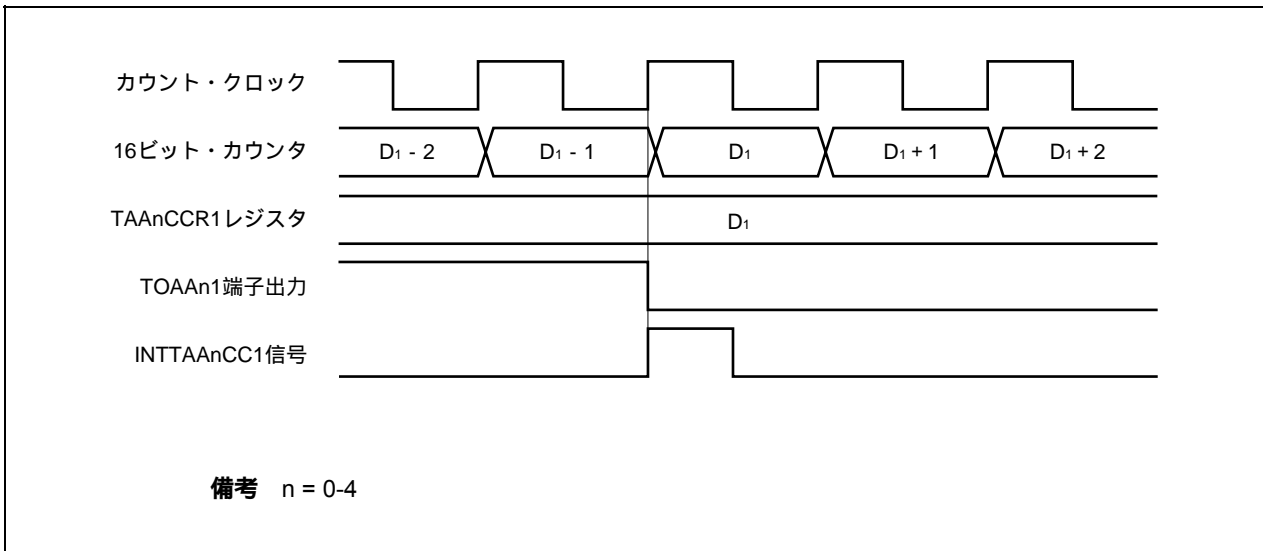 カウント・クロック
16ビット・カウンタ D₁ - 2 D₁ - 1 D₁ D₁ + 1 D₁ + 2
TAAnCCR1レジスタ D₁
TOAAn1端子出力
INTTAAnCC1信号
備考 n = 0-4